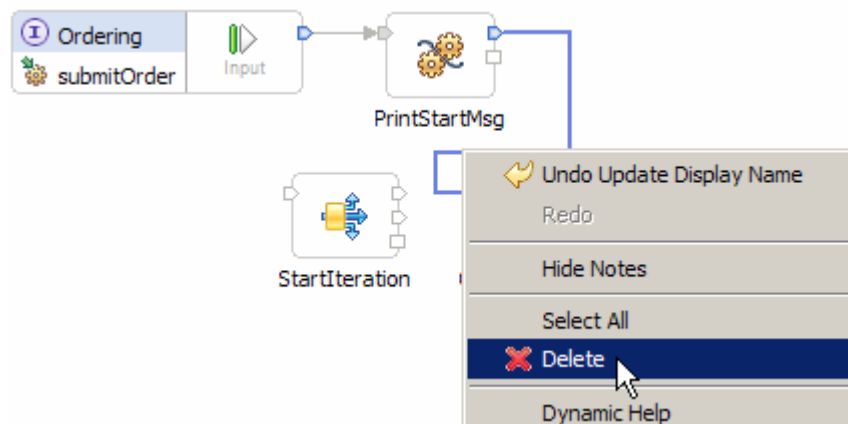 Ordering
submitOrder
Input
PrintStartMsg
StartIteration
Undo Update Display Name
Redo
Hide Notes
Select All
Delete
Dynamic Help